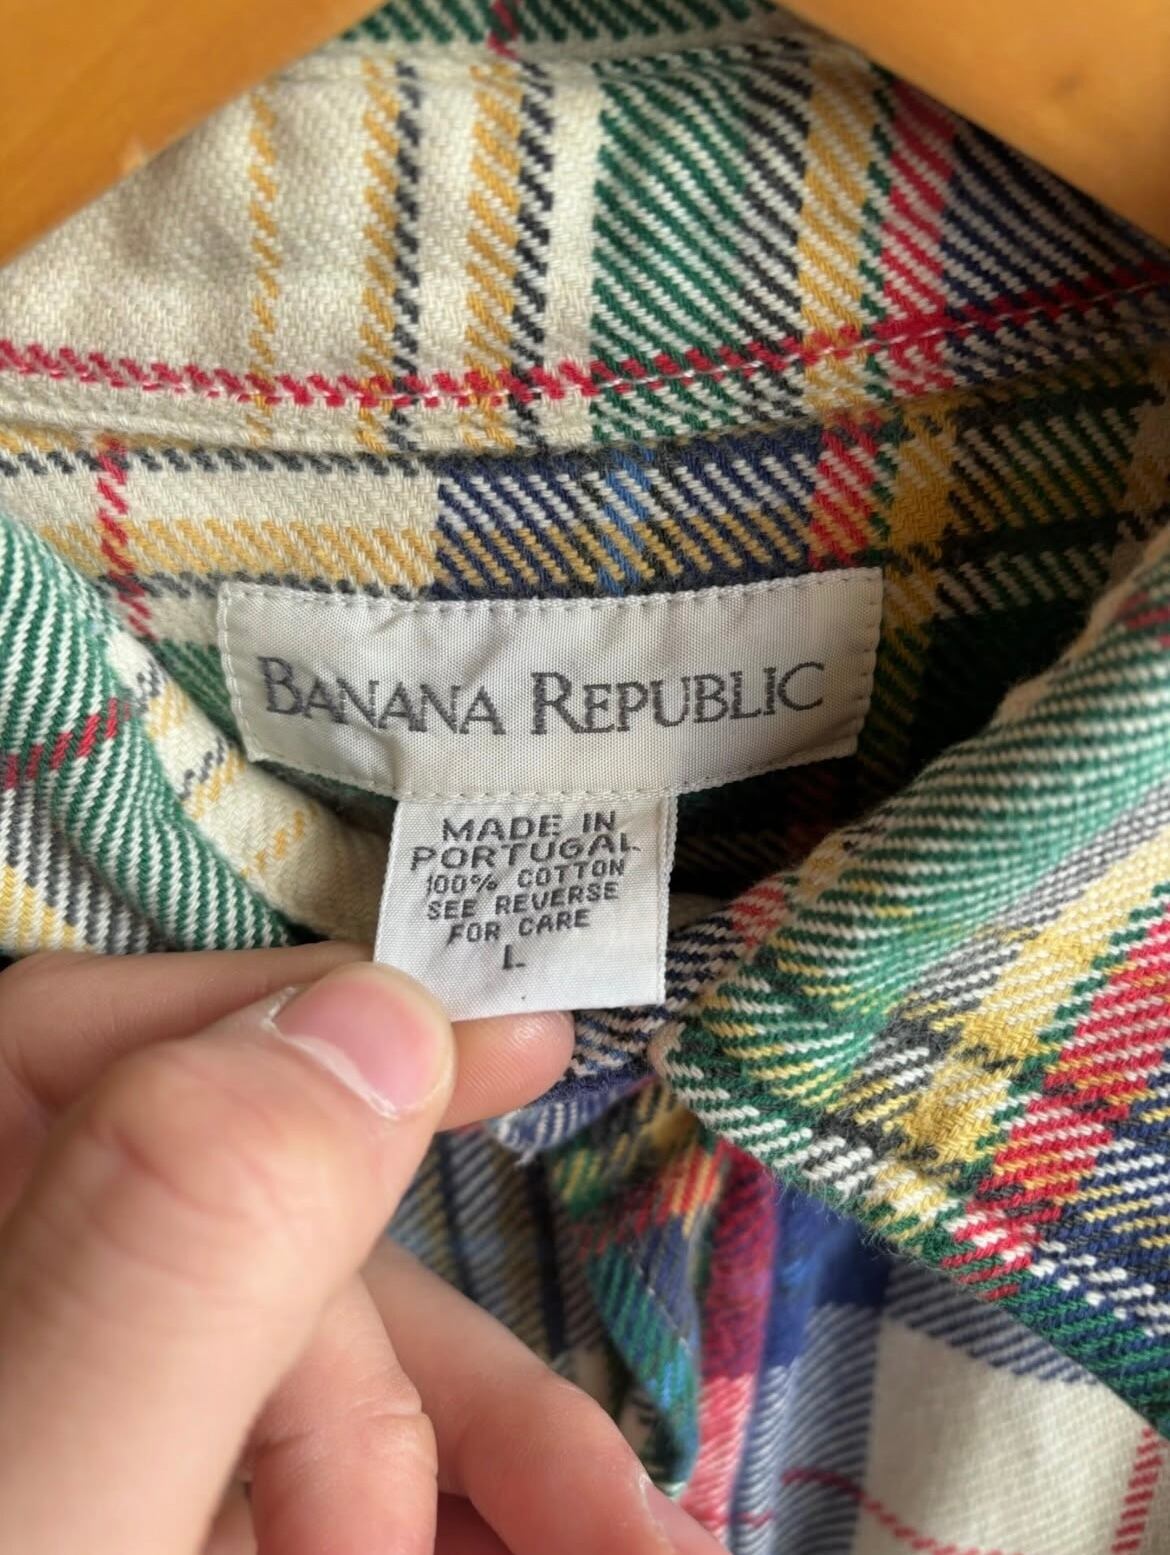 BANANA REPUBLIC
MADE IN
PORTUGAL
100% COTTON
SEE REVERSE
FOR CARE
L